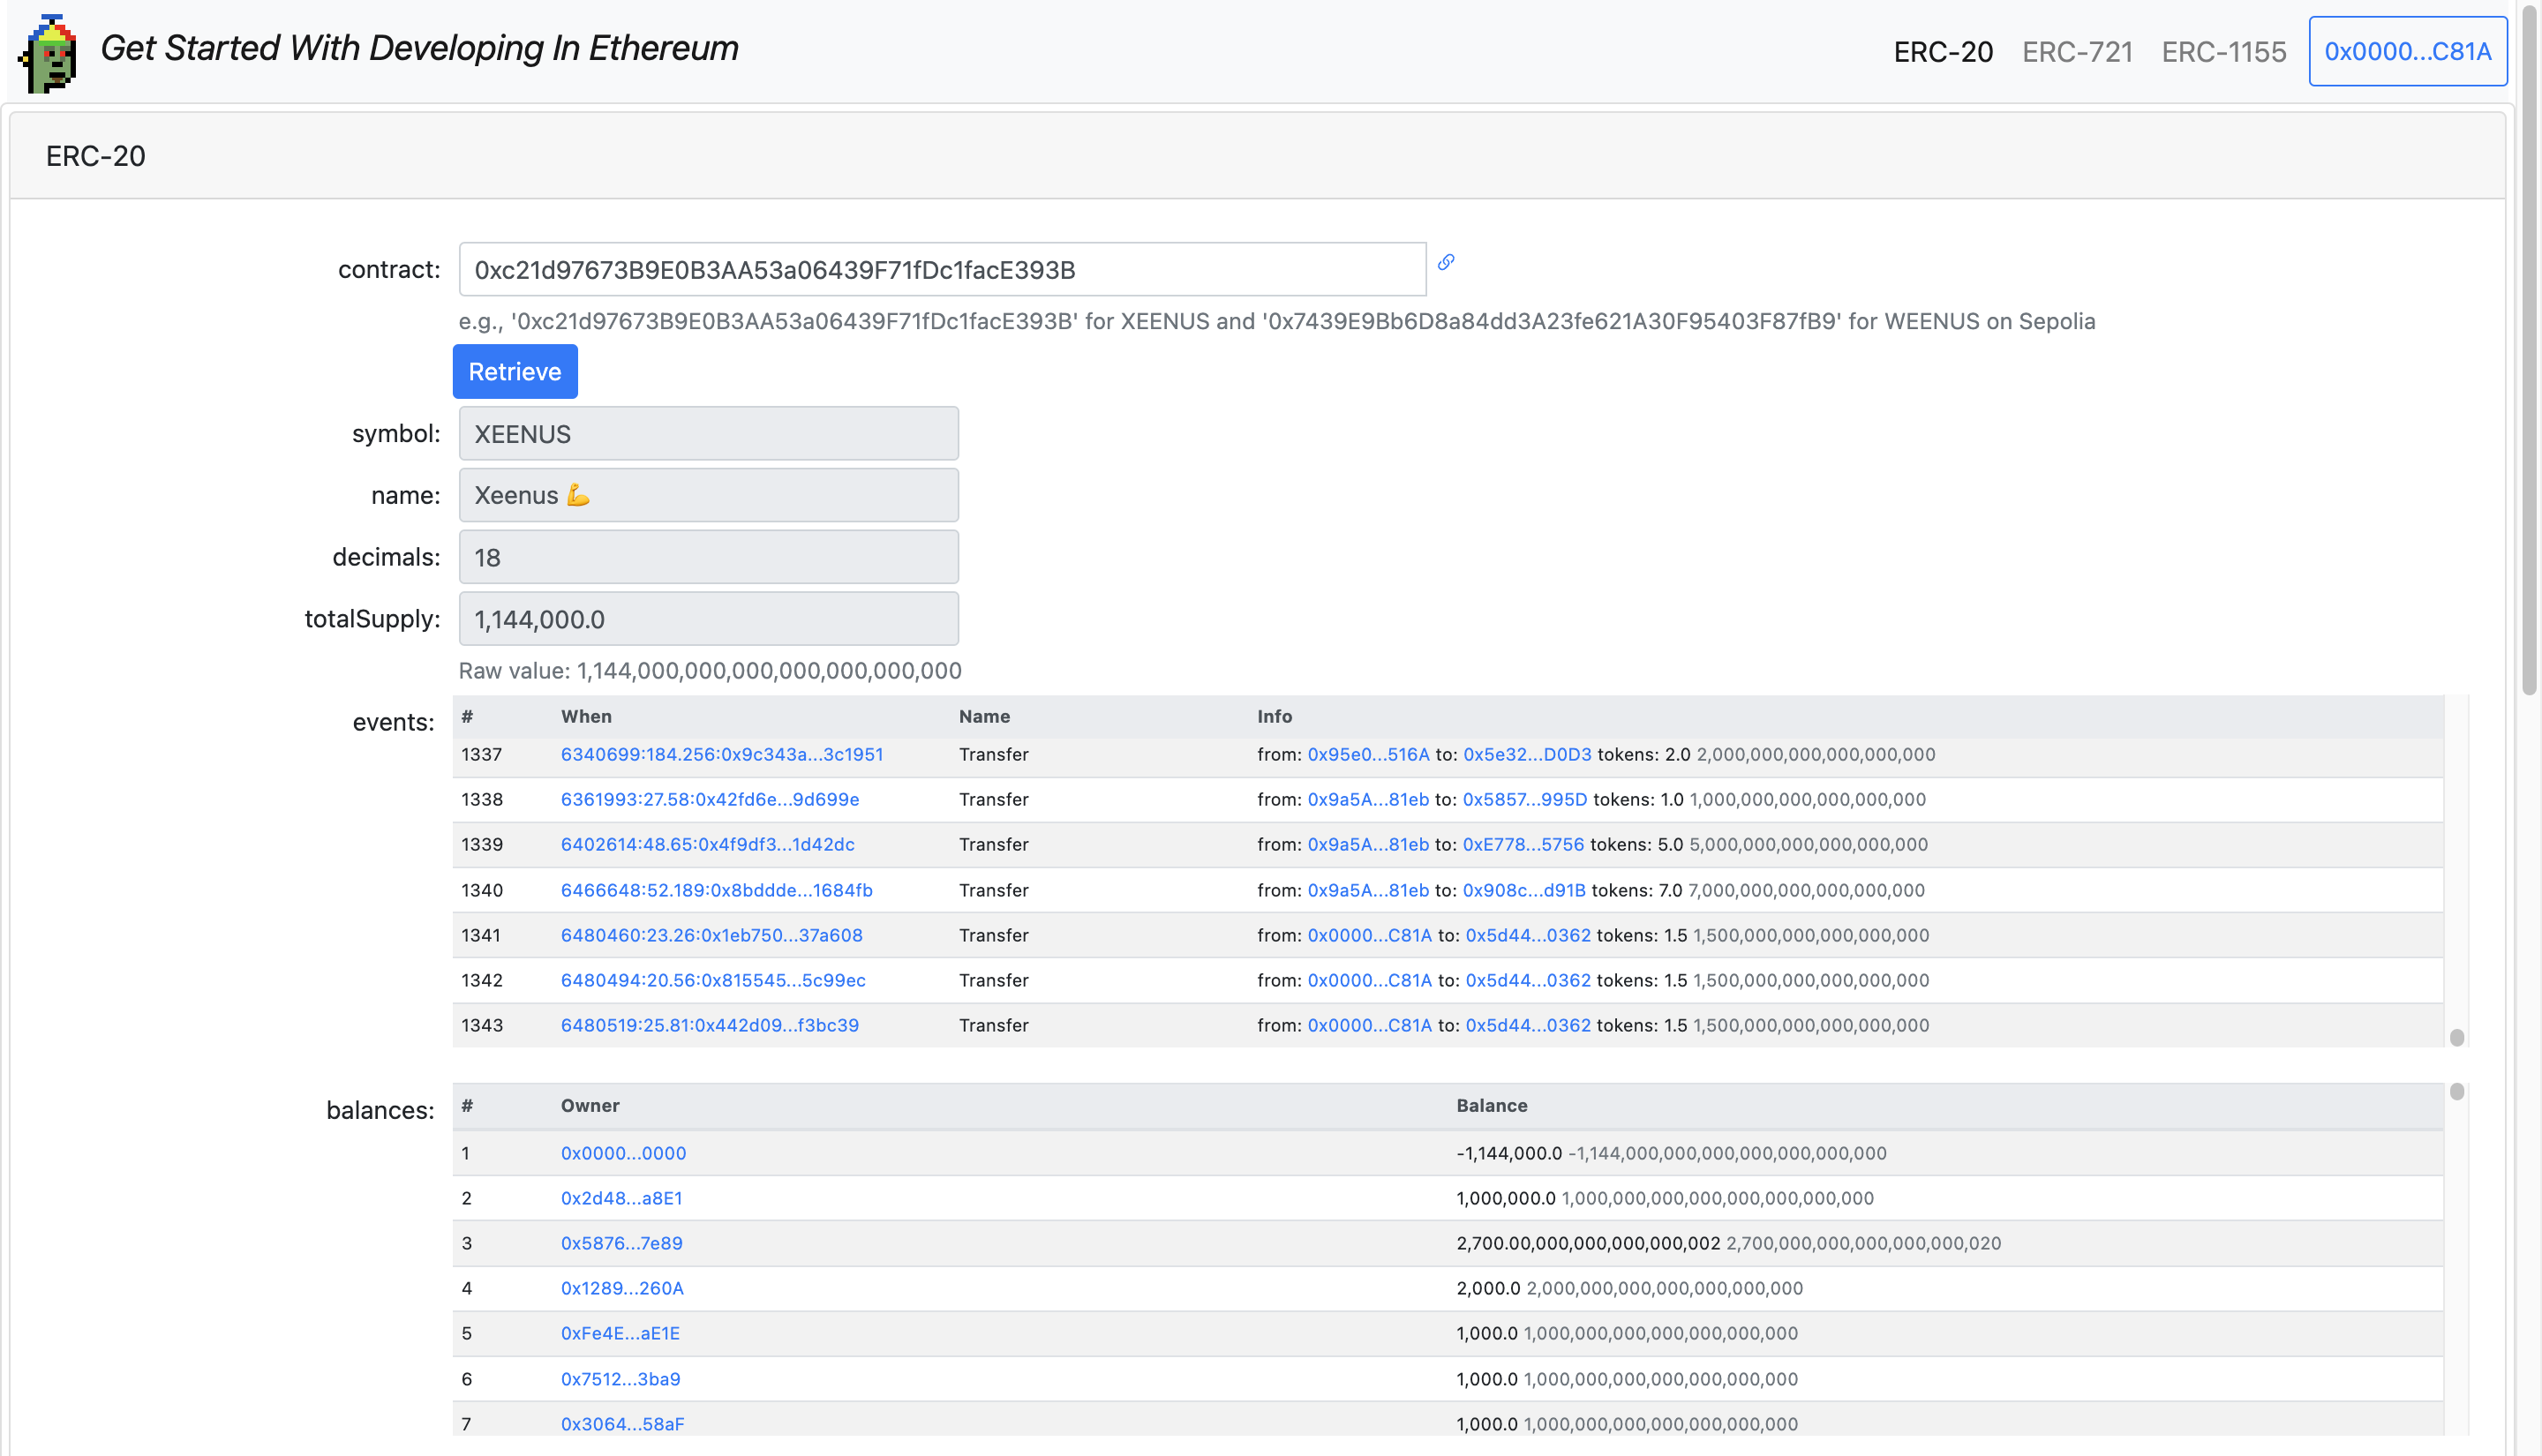 Get Started With Developing In Ethereum
ERC-20 ERC-721 ERC-1155 0x0000...C81A
ERC-20
contract: 0xc21d97673B9E0B3AA53a06439F71fDc1facE393B
e.g., '0xc21d97673B9E0B3AA53a06439F71fDc1facE393B' for XEENUS and '0x7439E9Bb6D8a84dd3A23fe621A30F95403F87fB9' for WEENUS on Sepolia
Retrieve
symbol: XEENUS
name: Xeenus 💪
decimals: 18
totalSupply: 1,144,000.0
Raw value: 1,144,000,000,000,000,000,000,000
events: # When Name Info
1337 6340699:184.256:0x9c343a...3c1951 Transfer from: 0x95e0...516A to: 0x5e32...D0D3 tokens: 2.0 2,000,000,000,000,000,000
1338 6361993:27.58:0x42fd6e...9d699e Transfer from: 0x9a5A...81eb to: 0x5857...995D tokens: 1.0 1,000,000,000,000,000,000
1339 6402614:48.65:0x4f9df3...1d42dc Transfer from: 0x9a5A...81eb to: 0xE778...5756 tokens: 5.0 5,000,000,000,000,000,000
1340 6466648:52.189:0x8bddde...1684fb Transfer from: 0x9a5A...81eb to: 0x908c...d91B tokens: 7.0 7,000,000,000,000,000,000
1341 6480460:23.26:0x1eb750...37a608 Transfer from: 0x0000...C81A to: 0x5d44...0362 tokens: 1.5 1,500,000,000,000,000,000
1342 6480494:20.56:0x815545...5c99ec Transfer from: 0x0000...C81A to: 0x5d44...0362 tokens: 1.5 1,500,000,000,000,000,000
1343 6480519:25.81:0x442d09...f3bc39 Transfer from: 0x0000...C81A to: 0x5d44...0362 tokens: 1.5 1,500,000,000,000,000,000
balances: # Owner Balance
1 0x0000...0000 -1,144,000.0 -1,144,000,000,000,000,000,000,000
2 0x2d48...a8E1 1,000,000.0 1,000,000,000,000,000,000,000,000
3 0x5876...7e89 2,700.00,000,000,000,000,002 2,700,000,000,000,000,000,020
4 0x1289...260A 2,000.0 2,000,000,000,000,000,000,000
5 0xFe4E...aE1E 1,000.0 1,000,000,000,000,000,000,000
6 0x7512...3ba9 1,000.0 1,000,000,000,000,000,000,000
7 0x3064...58aF 1,000.0 1,000,000,000,000,000,000,000